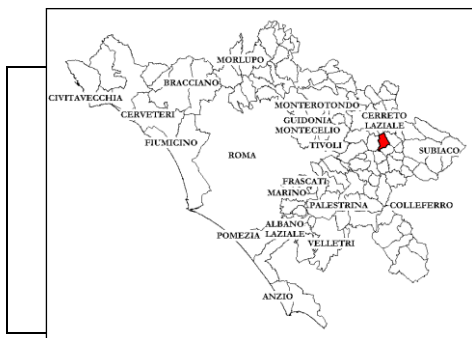 MORLUPO
BRACCIANO
CIVITAVECCHIA
CERVETERI
MONTEROTONDO
CERRETO
LAZIALE
GUIDONIA
MONTECELIO
FIUMICINO
TIVOLI
SUBIACO
ROMA
FRASCATI
MARINO
PALESTRINA
COLLEFERRO
ALBANO
LAZIALE
POMEZIA
VELLETRI
ANZIO